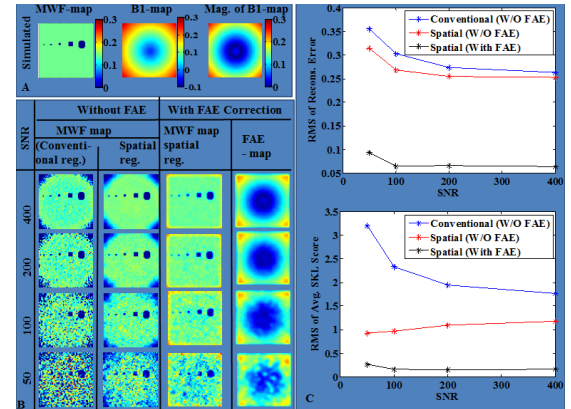 MWF-map B1-map Mag. of B1-map
Simulated
0.3 0.3 0.3
0.2 0.2 0.2
0.1 0.1 0.1
0 0
-0.1 0
A
Without FAE With FAE Correction
SNR
MWF map
(Conventi-
onal reg.)
Spatial
reg.
MWF map
spatial
reg.
FAE
- map
400
200
100
50
B
RMS of Recons. Error
0.4
0.35
0.3
0.25
0.2
0.15
0.1
0.05
0 100 200 300 400
SNR
Conventional (W/O FAE)
Spatial (W/O FAE)
Spatial (With FAE)
RMS of Avg. SKL Score
3.5
3
2.5
2
1.5
1
0.5
0
0 100 200 300 400
SNR
Conventional (W/O FAE)
Spatial (W/O FAE)
Spatial (With FAE)
C